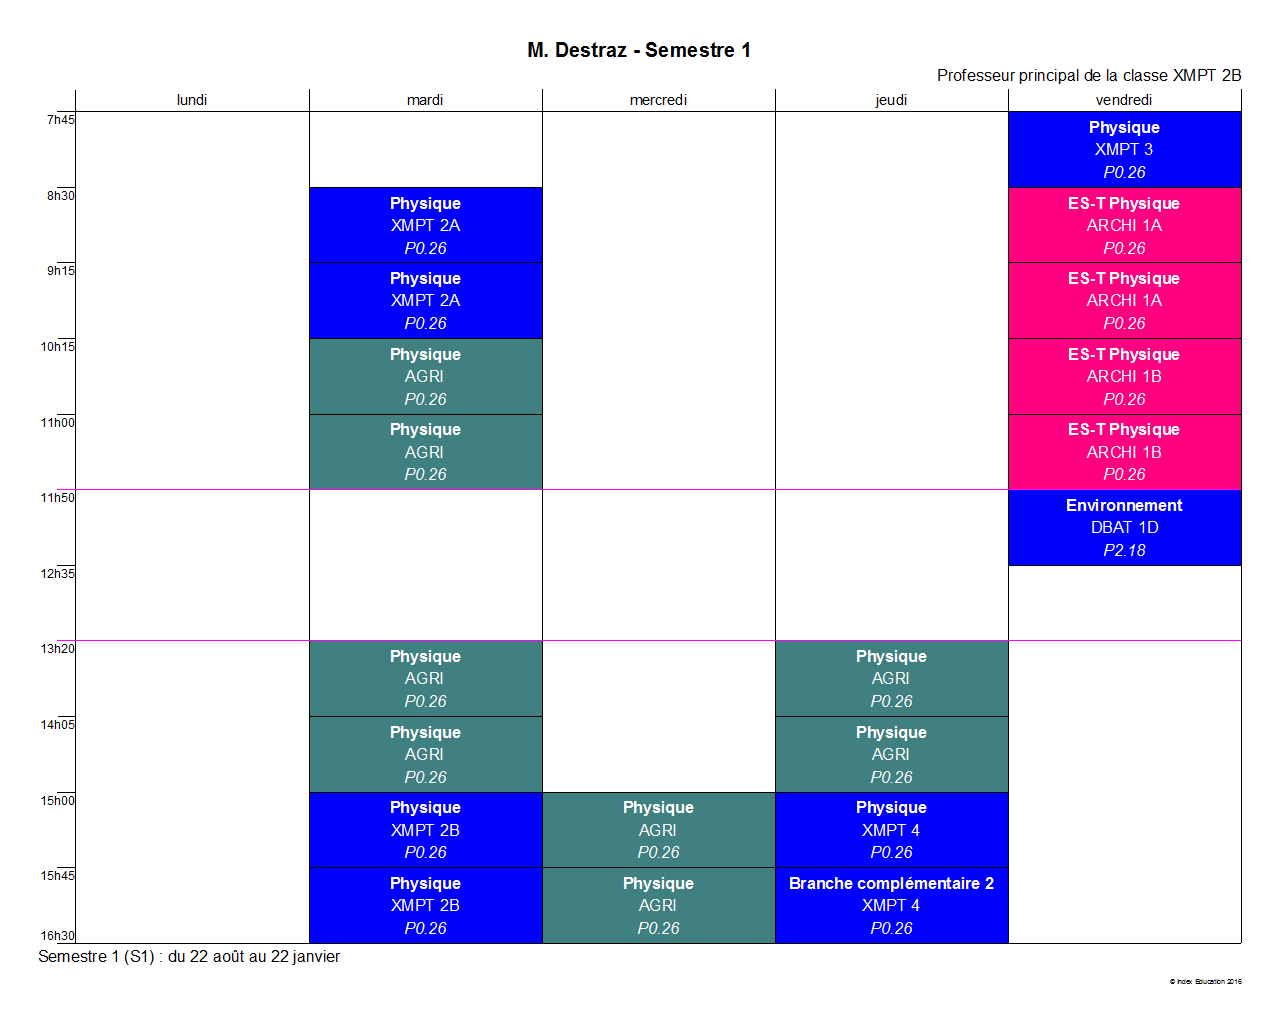 M. Destraz - Semestre 1
Professeur principal de la classe XMPT 2B
lundi
mardi
mercredi
jeudi
vendredi
7h45
Physique
XMPT 3
P0.26
8h30
Physique
XMPT 2A
P0.26
ES-T Physique
ARCHI 1A
P0.26
9h15
Physique
XMPT 2A
P0.26
ES-T Physique
ARCHI 1A
P0.26
10h15
Physique
AGRI
P0.26
ES-T Physique
ARCHI 1B
P0.26
11h00
Physique
AGRI
P0.26
ES-T Physique
ARCHI 1B
P0.26
11h50
Environnement
DBAT 1D
P2.18
12h35
13h20
Physique
AGRI
P0.26
Physique
AGRI
P0.26
14h05
Physique
AGRI
P0.26
Physique
AGRI
P0.26
15h00
Physique
XMPT 2B
P0.26
Physique
AGRI
P0.26
Physique
XMPT 4
P0.26
15h45
Physique
XMPT 2B
P0.26
Physique
AGRI
P0.26
Branche complémentaire 2
XMPT 4
P0.26
16h30
Semestre 1 (S1) : du 22 août au 22 janvier
© Index Education 2016